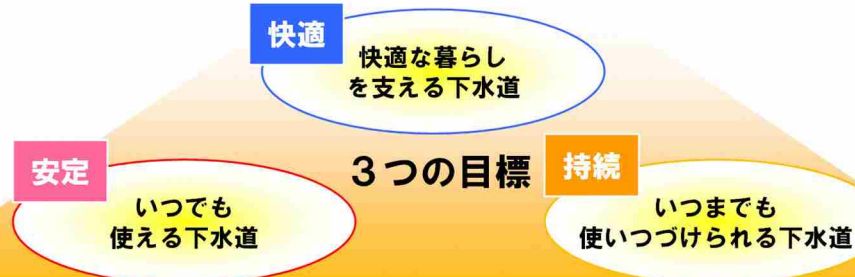 快適
快適な暮らし
を支える下水道
3つの目標
安定
いつでも
使える下水道
持続
いつまでも
使いつづけられる下水道